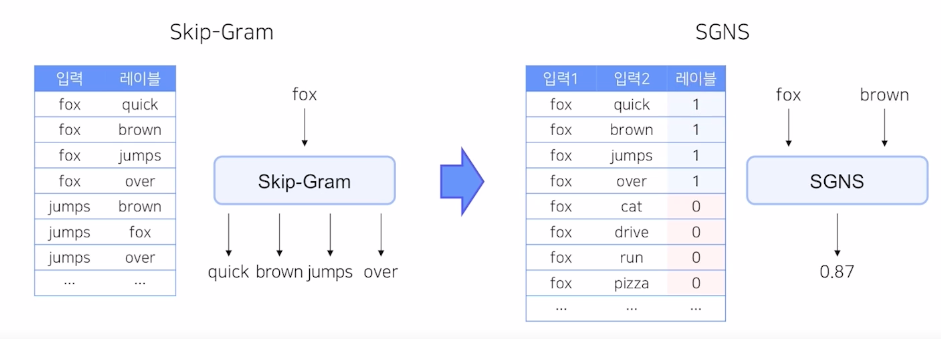 Skip-Gram
입력 레이블
fox quick
fox brown
fox jumps
fox over
jumps brown
jumps fox
jumps over
... ...
fox
Skip-Gram
quick brown jumps over
SGNS
입력1 입력2 레이블
fox quick 1
fox brown 1
fox jumps 1
fox over 1
fox cat 0
fox drive 0
fox run 0
fox pizza 0
... ... ...
fox brown
SGNS
0.87